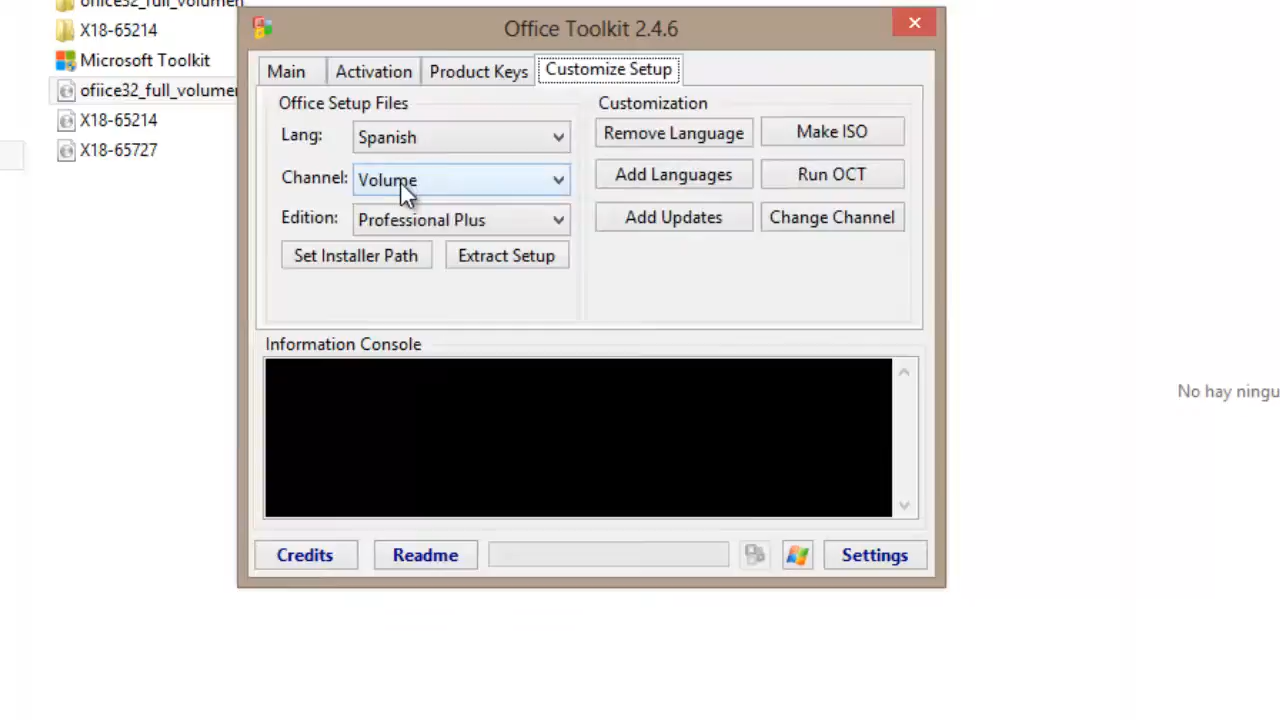 office32_full_volumen
X18-65214
Microsoft Toolkit
ofiice32_full_volumen
X18-65214
X18-65727
Office Toolkit 2.4.6
Main
Activation
Product Keys
Customize Setup
Office Setup Files
Lang:
Spanish
Channel:
Volume
Edition:
Professional Plus
Set Installer Path
Extract Setup
Customization
Remove Language
Make ISO
Add Languages
Run OCT
Add Updates
Change Channel
Information Console
Credits
Readme
Settings
No hay ningu